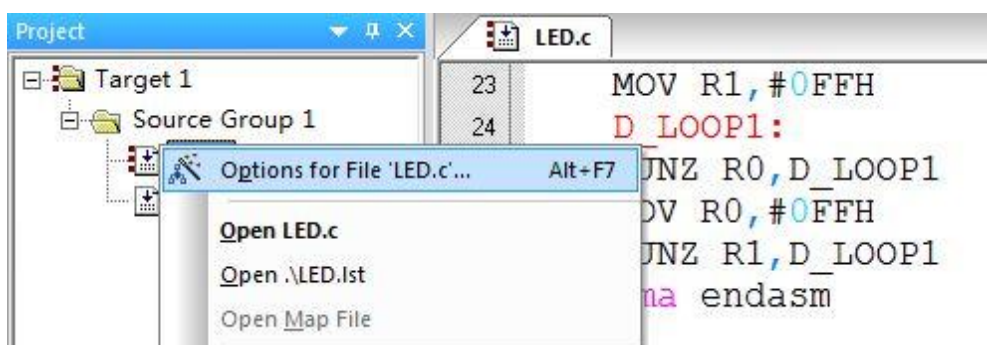 Project
Target 1
Source Group 1
Options for File 'LED.c'... Alt+F7
Open LED.c
Open .\LED.lst
Open Map File
LED.c
23 MOV R1,#0FFH
24 D_LOOP1:
JNZ R0,D_LOOP1
OV R0,#0FFH
JNZ R1,D_LOOP1
ma endasm